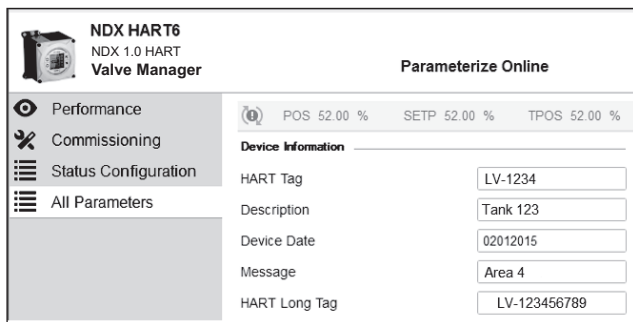 NDX HART6
NDX 1.0 HART
Valve Manager
Parameterize Online
Performance
Commissioning
Status Configuration
All Parameters
POS 52.00 % SETP 52.00 % TPOS 52.00 %
Device Information
HART Tag LV-1234
Description Tank 123
Device Date 02012015
Message Area 4
HART Long Tag LV-123456789